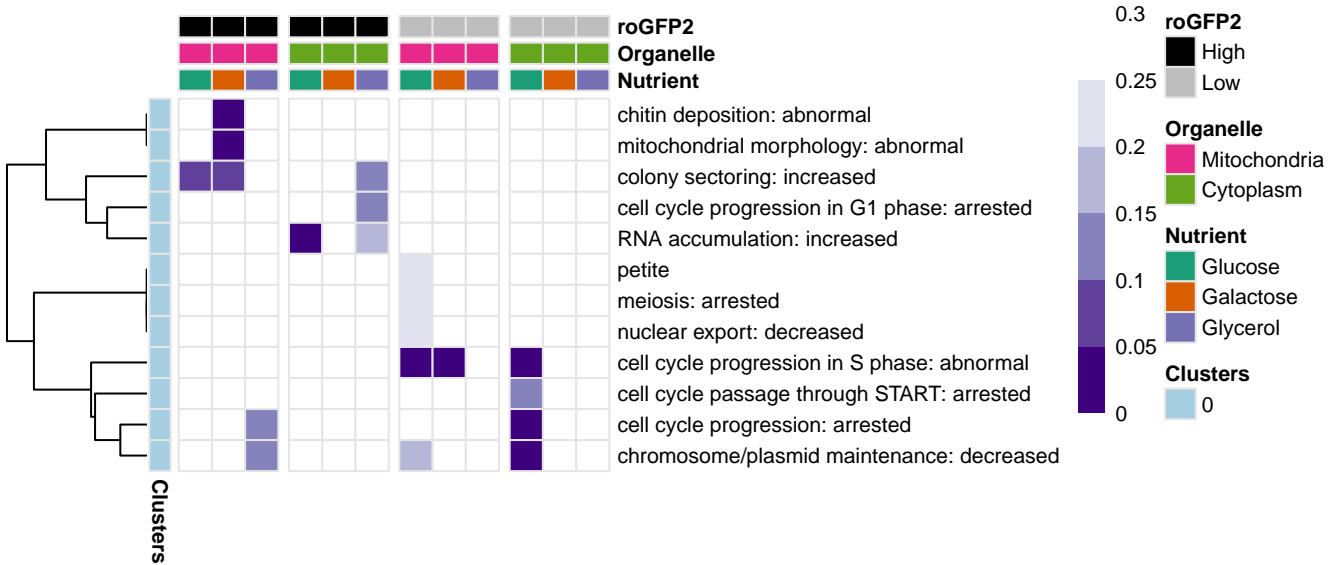 roGFP2
Organelle
Nutrient
chitin deposition: abnormal
mitochondrial morphology: abnormal
colony sectoring: increased
cell cycle progression in G1 phase: arrested
RNA accumulation: increased
petite
meiosis: arrested
nuclear export: decreased
cell cycle progression in S phase: abnormal
cell cycle passage through START: arrested
cell cycle progression: arrested
chromosome/plasmid maintenance: decreased
Clusters
0.3
0.25
0.2
0.15
0.1
0.05
0
roGFP2
High
Low
Organelle
Mitochondria
Cytoplasm
Nutrient
Glucose
Galactose
Glycerol
Clusters
0